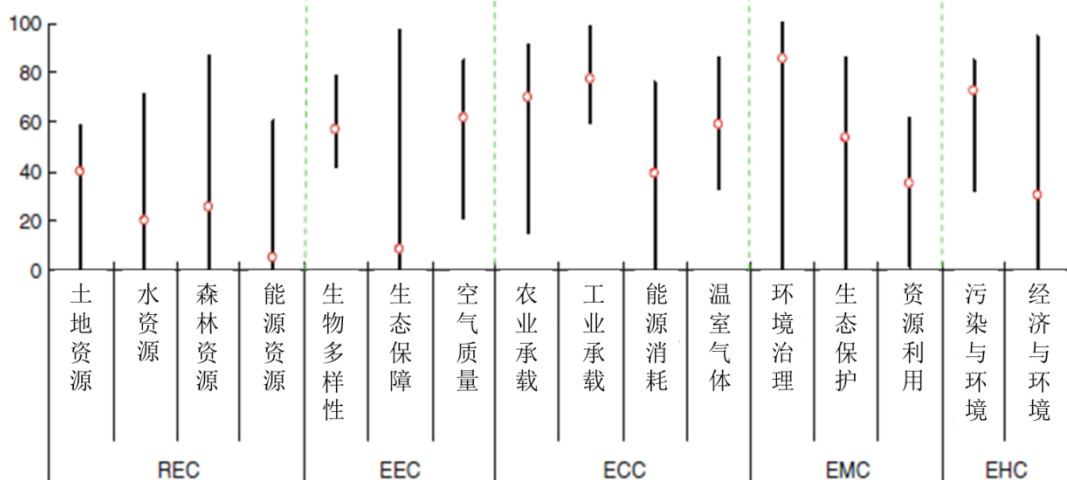 100
80
60
40
20
0
土地资源
水资源
森林资源
能源资源
生物多样性
生态保障
空气质量
农业承载
工业承载
能源消耗
温室气体
环境治理
生态保护
资源利用
污染与环境
经济与环境
REC
EEC
ECC
EMC
EHC